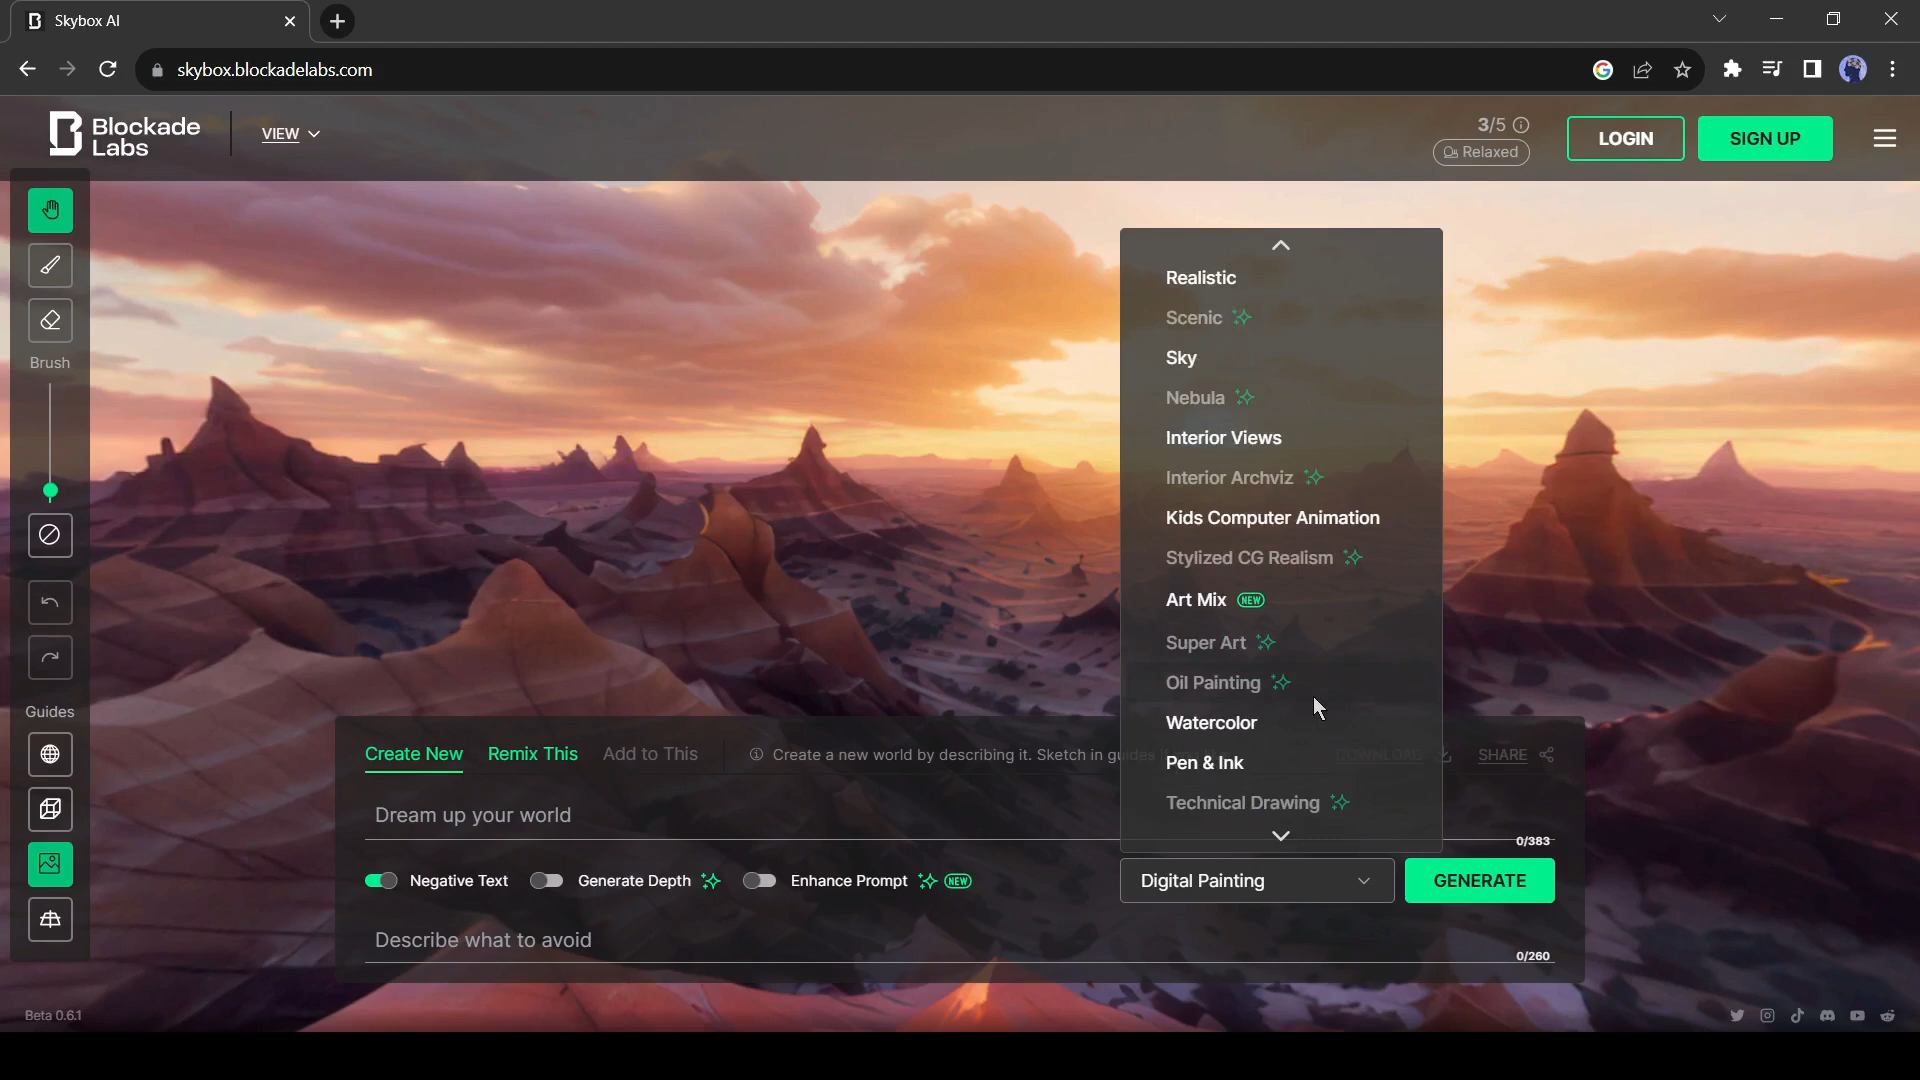 Skybox AI
skybox.blockadelabs.com
Blockade
Labs
VIEW
3/5
Relaxed
LOGIN
SIGN UP
Brush
Guides
Realistic
Scenic
Sky
Nebula
Interior Views
Interior Archviz
Kids Computer Animation
Stylized CG Realism
Art Mix NEW
Super Art
Oil Painting
Watercolor
Pen & Ink
Technical Drawing
Create New Remix This Add to This
Create a new world by describing it. Sketch in guides
DOWNLOAD SHARE
Dream up your world
0/383
Negative Text Generate Depth Enhance Prompt NEW
Digital Painting GENERATE
Describe what to avoid
0/260
Beta 0.6.1